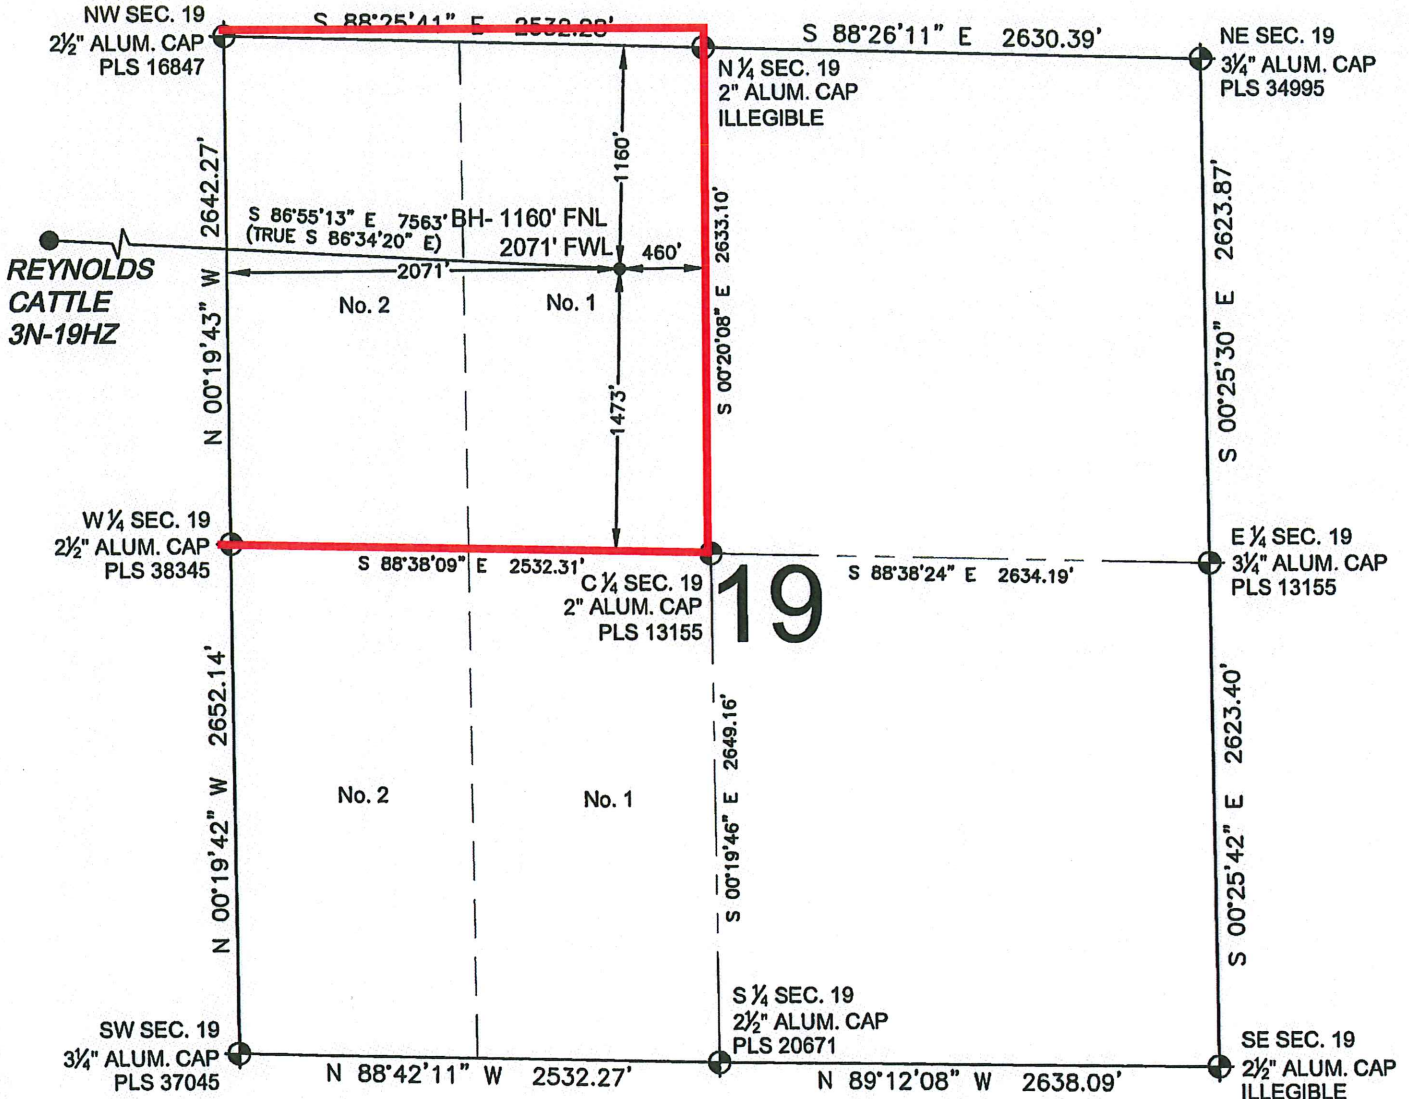 NW SEC. 19
2½" ALUM. CAP
PLS 16847
S 88°25'41" E 2532.28'
S 88°26'11" E 2630.39'
NE SEC. 19
3¼" ALUM. CAP
PLS 34995
N ¼ SEC. 19
2" ALUM. CAP
ILLEGIBLE
N 00°19'43" W 2642.27'
1160'
S 00°20'08" E 2633.10'
S 00°25'30" E 2623.87'
S 86°55'13" E 7563'
(TRUE S 86°34'20" E)
BH- 1160' FNL
2071' FWL
460'
2071'
REYNOLDS
CATTLE
3N-19HZ
No. 2
No. 1
1473'
W ¼ SEC. 19
2½" ALUM. CAP
PLS 38345
S 88°38'09" E 2532.31'
C ¼ SEC. 19
2" ALUM. CAP
PLS 13155
19
S 88°38'24" E 2634.19'
E ¼ SEC. 19
3¼" ALUM. CAP
PLS 13155
N 00°19'42" W 2652.14'
No. 2
No. 1
S 00°19'46" E 2649.16'
S 00°25'42" E 2623.40'
SW SEC. 19
3¼" ALUM. CAP
PLS 37045
N 88°42'11" W 2532.27'
S ¼ SEC. 19
2½" ALUM. CAP
PLS 20671
N 89°12'08" W 2638.09'
SE SEC. 19
2½" ALUM. CAP
ILLEGIBLE